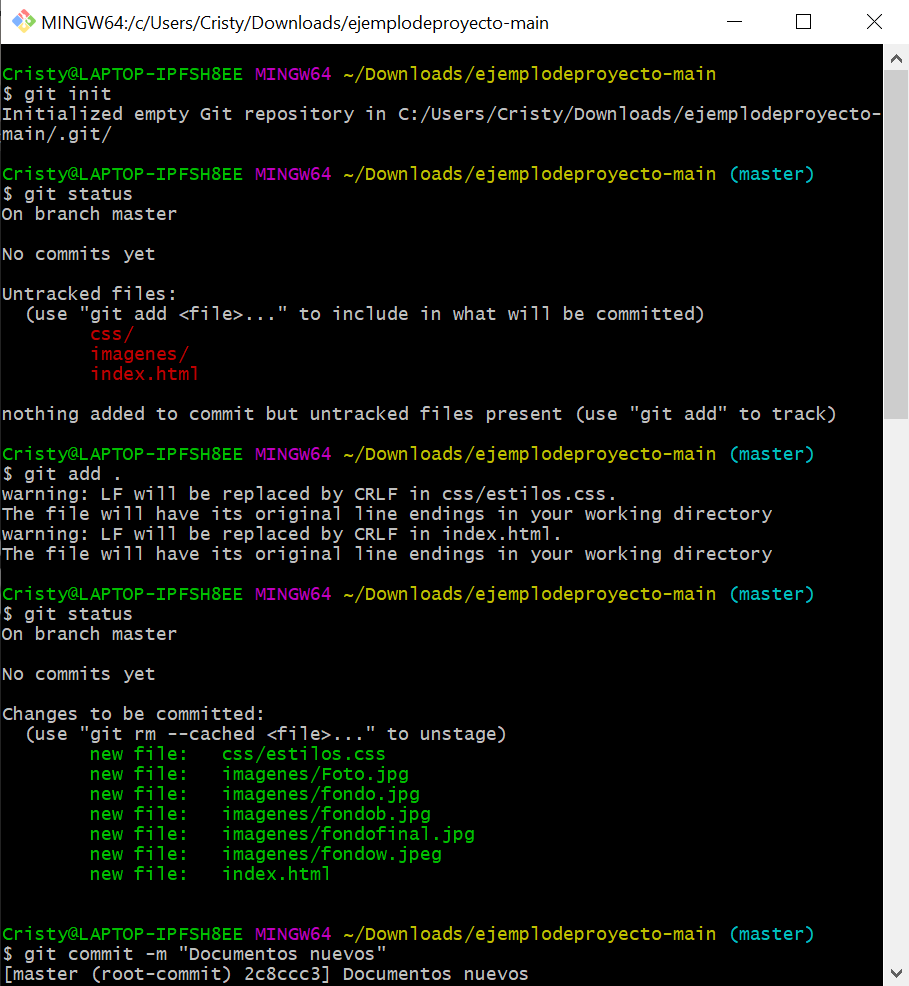 MINGW64:/c/Users/Cristy/Downloads/ejemplodeproyecto-main
Cristy@LAPTOP-IPFSH8EE MINGW64 ~/Downloads/ejemplodeproyecto-main
$ git init
Initialized empty Git repository in C:/Users/Cristy/Downloads/ejemplodeproyecto-
main/.git/
Cristy@LAPTOP-IPFSH8EE MINGW64 ~/Downloads/ejemplodeproyecto-main (master)
$ git status
On branch master
No commits yet
Untracked files:
  (use "git add <file>..." to include in what will be committed)
        css/
        imagenes/
        index.html
nothing added to commit but untracked files present (use "git add" to track)
Cristy@LAPTOP-IPFSH8EE MINGW64 ~/Downloads/ejemplodeproyecto-main (master)
$ git add .
warning: LF will be replaced by CRLF in css/estilos.css.
The file will have its original line endings in your working directory
warning: LF will be replaced by CRLF in index.html.
The file will have its original line endings in your working directory
Cristy@LAPTOP-IPFSH8EE MINGW64 ~/Downloads/ejemplodeproyecto-main (master)
$ git status
On branch master
No commits yet
Changes to be committed:
  (use "git rm --cached <file>..." to unstage)
        new file:   css/estilos.css
        new file:   imagenes/Foto.jpg
        new file:   imagenes/fondo.jpg
        new file:   imagenes/fondob.jpg
        new file:   imagenes/fondofinal.jpg
        new file:   imagenes/fondow.jpeg
        new file:   index.html
Cristy@LAPTOP-IPFSH8EE MINGW64 ~/Downloads/ejemplodeproyecto-main (master)
$ git commit -m "Documentos nuevos"
[master (root-commit) 2c8ccc3] Documentos nuevos